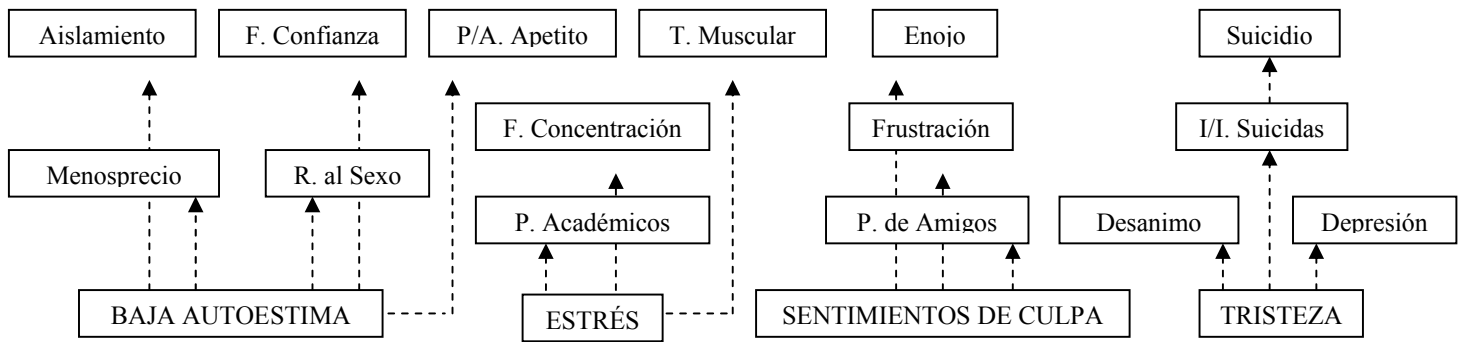 Aislamiento
F. Confianza
P/A. Apetito
T. Muscular
Enojo
Suicidio
F. Concentración
Frustración
I/I. Suicidas
Menosprecio
R. al Sexo
P. Académicos
P. de Amigos
Desanimo
Depresión
BAJA AUTOESTIMA
ESTRÉS
SENTIMIENTOS DE CULPA
TRISTEZA